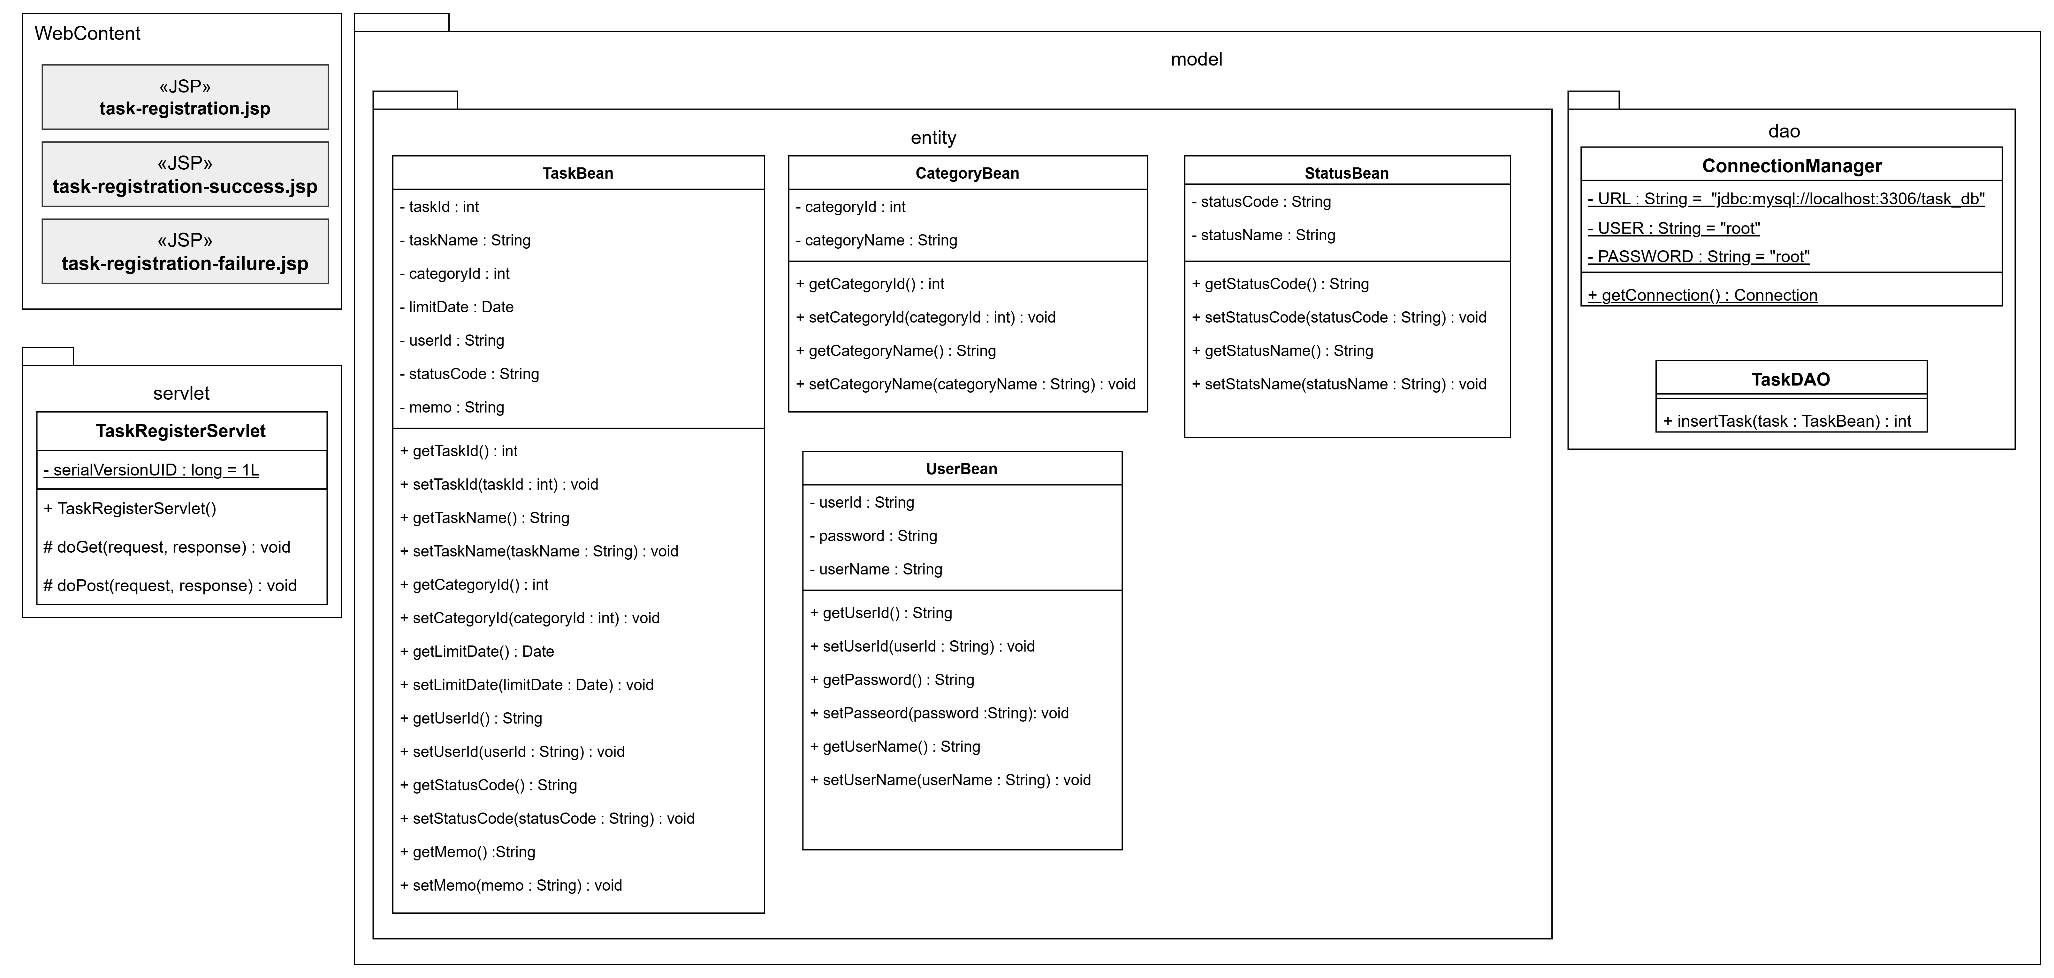 WebContent
«JSP»
task-registration.jsp
«JSP»
task-registration-success.jsp
«JSP»
task-registration-failure.jsp
servlet
TaskRegisterServlet
- serialVersionUID : long = 1L
+ TaskRegisterServlet()
# doGet(request, response) : void
# doPost(request, response) : void
model
entity
TaskBean
- taskId : int
- taskName : String
- categoryId : int
- limitDate : Date
- userId : String
- statusCode : String
- memo : String
+ getTaskId() : int
+ setTaskId(taskId : int) : void
+ getTaskName() : String
+ setTaskName(taskName : String) : void
+ getCategoryId() : int
+ setCategoryId(categoryId : int) : void
+ getLimitDate() : Date
+ setLimitDate(limitDate : Date) : void
+ getUserId() : String
+ setUserId(userId : String) : void
+ getStatusCode() : String
+ setStatusCode(statusCode : String) : void
+ getMemo() :String
+ setMemo(memo : String) : void
CategoryBean
- categoryId : int
- categoryName : String
+ getCategoryId() : int
+ setCategoryId(categoryId : int) : void
+ getCategoryName() : String
+ setCategoryName(categoryName : String) : void
StatusBean
- statusCode : String
- statusName : String
+ getStatusCode() : String
+ setStatusCode(statusCode : String) : void
+ getStatusName() : String
+ setStatsName(statusName : String) : void
UserBean
- userId : String
- password : String
- userName : String
+ getUserId() : String
+ setUserId(userId : String) : void
+ getPassword() : String
+ setPasseord(password :String): void
+ getUserName() : String
+ setUserName(userName : String) : void
dao
ConnectionManager
- URL : String =  "jdbc:mysql://localhost:3306/task_db"
- USER : String = "root"
- PASSWORD : String = "root"
+ getConnection() : Connection
TaskDAO
+ insertTask(task : TaskBean) : int